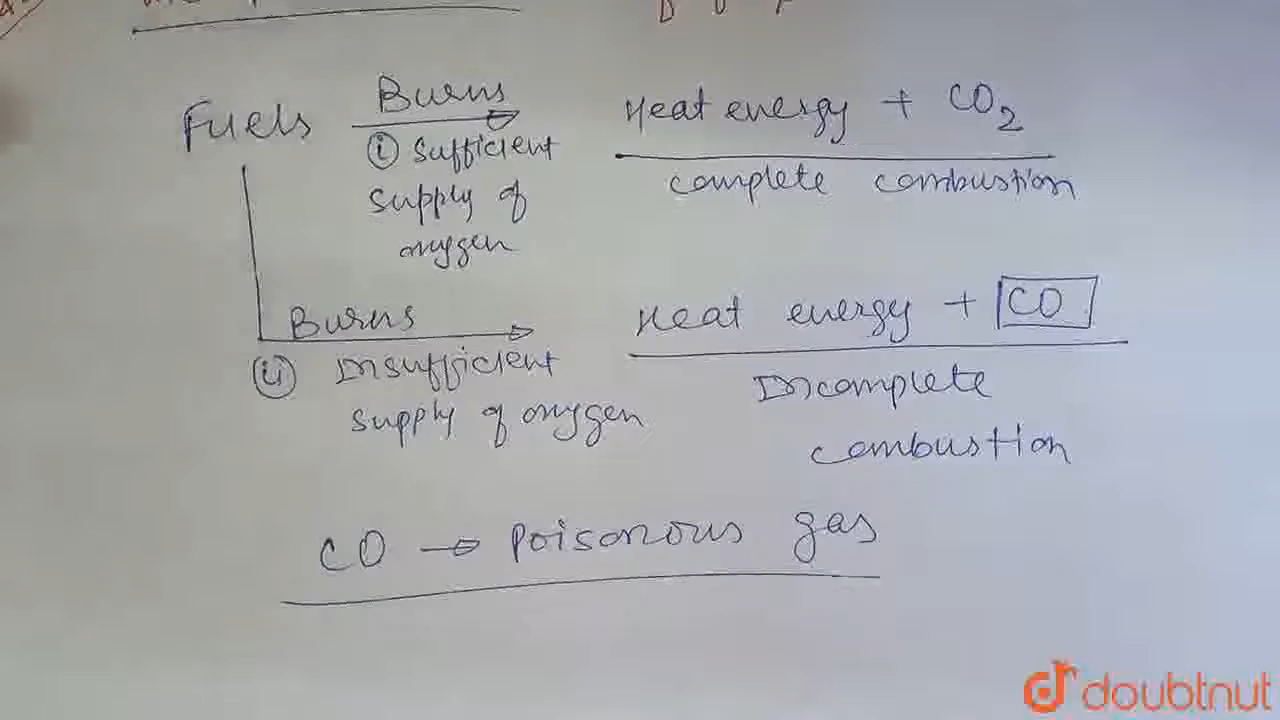 Fuels Burns Heat energy + CO2
(i) Sufficient supply of oxygen
complete combustion
Burns Heat energy + CO
(ii) Insufficient supply of oxygen
Incomplete combustion
CO → Poisonous gas
doubtnut